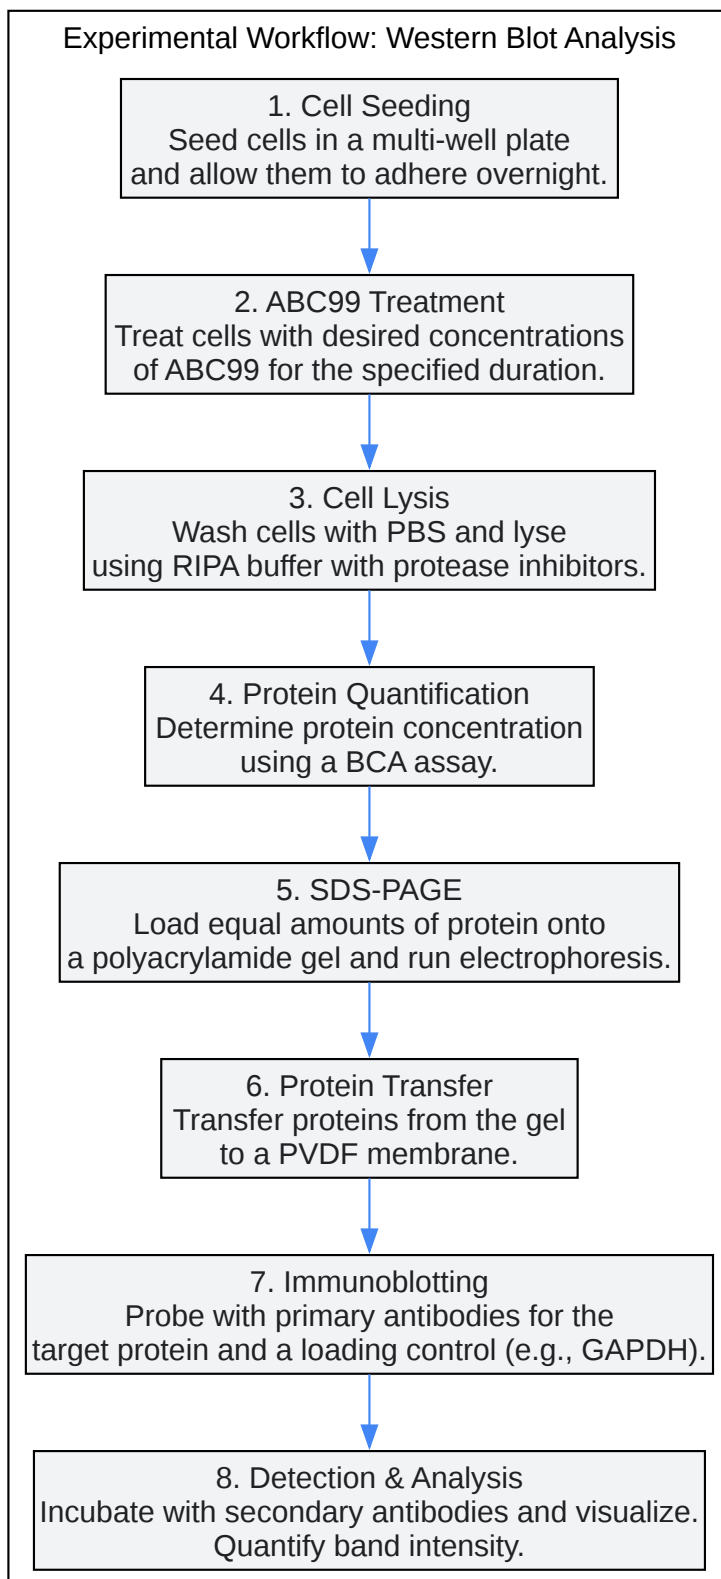 Experimental Workflow: Western Blot Analysis
1. Cell Seeding
Seed cells in a multi-well plate
and allow them to adhere overnight.
2. ABC99 Treatment
Treat cells with desired concentrations
of ABC99 for the specified duration.
3. Cell Lysis
Wash cells with PBS and lyse
using RIPA buffer with protease inhibitors.
4. Protein Quantification
Determine protein concentration
using a BCA assay.
5. SDS-PAGE
Load equal amounts of protein onto
a polyacrylamide gel and run electrophoresis.
6. Protein Transfer
Transfer proteins from the gel
to a PVDF membrane.
7. Immunoblotting
Probe with primary antibodies for the
target protein and a loading control (e.g., GAPDH).
8. Detection & Analysis
Incubate with secondary antibodies and visualize.
Quantify band intensity.